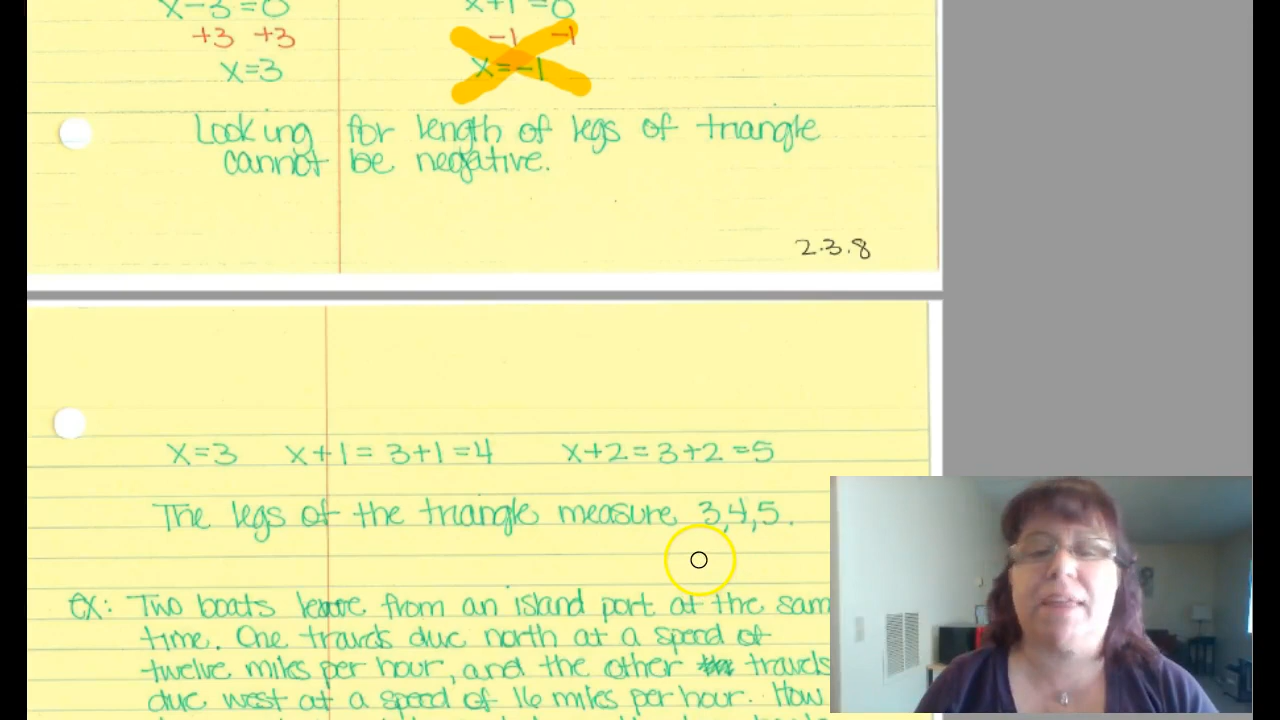 x-3=0 x+1=0
+3 +3 -1 -1
x=3 x=-1
Looking for length of legs of triangle
cannot be negative.
2.3.8
x=3 x+1=3+1=4 x+2=3+2=5
The legs of the triangle measure 3,4,5.
EX: Two boats leave from an island port at the sam
time. One travels due north at a speed of
twelve miles per hour, and the other travels
due west at a speed of 16 miles per hour. How